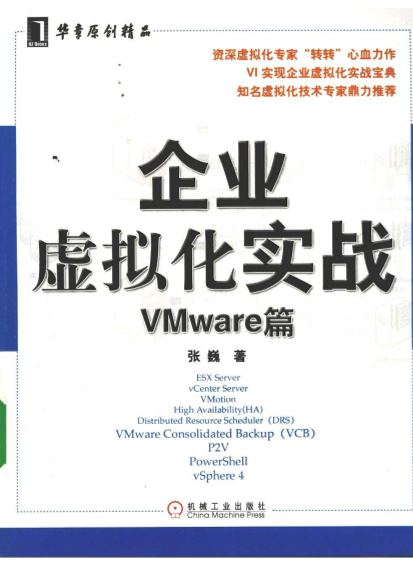 华章原创精品
资深虚拟化专家“转转”心血力作
VI 实现企业虚拟化实战宝典
知名虚拟化技术专家鼎力推荐
企业
虚拟化实战
VMware篇
张 巍 著
ESX Server
vCenter Server
VMotion
High Availability(HA)
Distributed Resource Scheduler (DRS)
VMware Consolidated Backup (VCB)
P2V
PowerShell
vSphere 4
机械工业出版社
China Machine Press